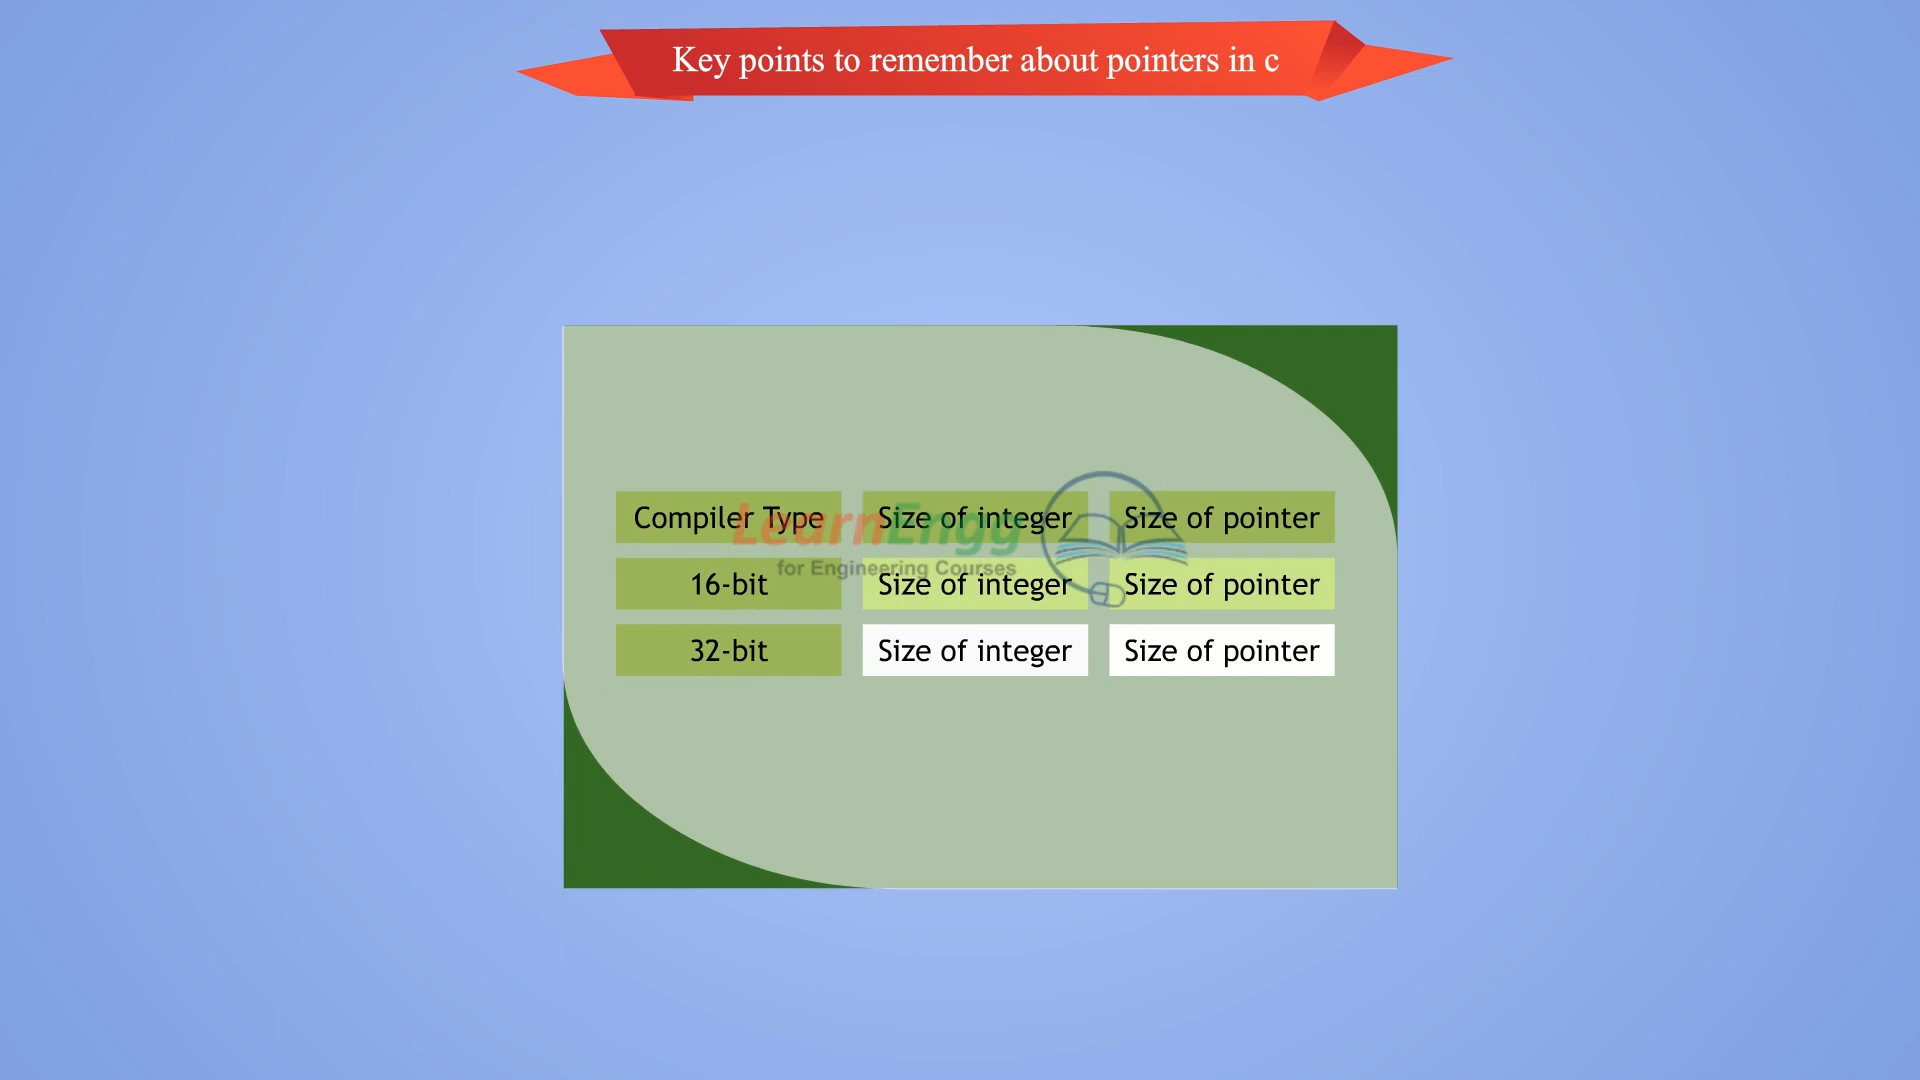 Key points to remember about pointers in c
Compiler Type Size of integer Size of pointer
LearnEngg
for Engineering Courses
16-bit Size of integer Size of pointer
32-bit Size of integer Size of pointer